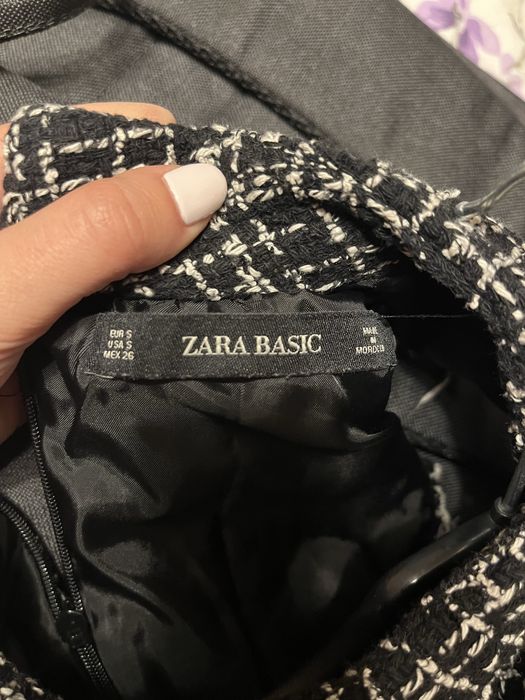 EUR S
USA S
MEX 26
ZARA BASIC
MADE
IN
MOROCCO